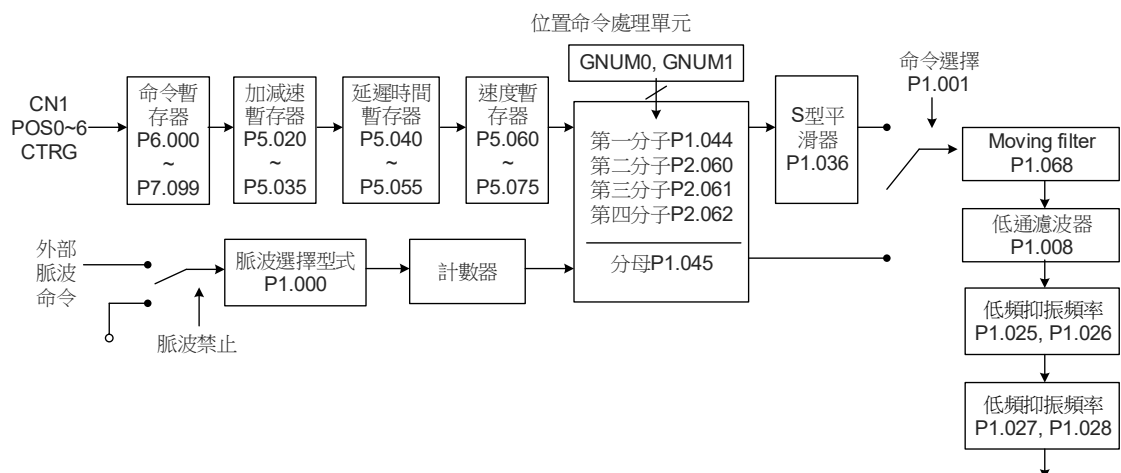 位置命令處理單元
GNUM0, GNUM1
命令選擇
P1.001
CN1
POS0~6
CTRG
命令暫
存器
P6.000
~
P7.099
加減速
暫存器
P5.020
~
P5.035
延遲時間
暫存器
P5.040
~
P5.055
速度暫
存器
P5.060
~
P5.075
第一分子P1.044
第二分子P2.060
第三分子P2.061
第四分子P2.062
分母P1.045
S型平
滑器
P1.036
Moving filter
P1.068
低通濾波器
P1.008
低頻抑振頻率
P1.025, P1.026
低頻抑振頻率
P1.027, P1.028
外部
脈波
命令
脈波禁止
脈波選擇型式
P1.000
計數器